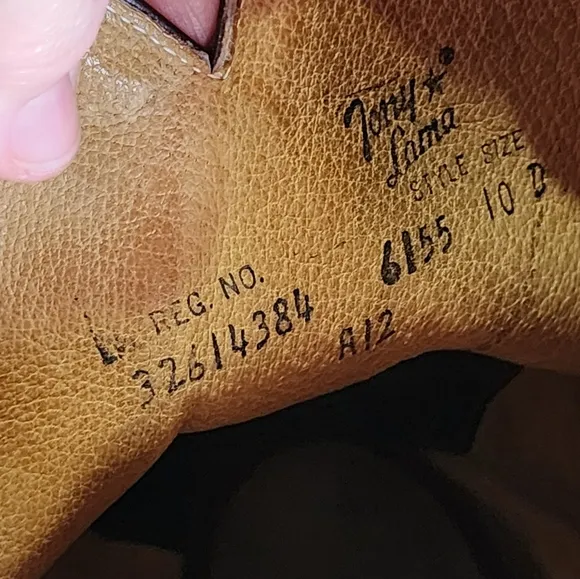 Tony
Lama
STYLE SIZE
6155 10 D
REG. NO.
32614384 A12